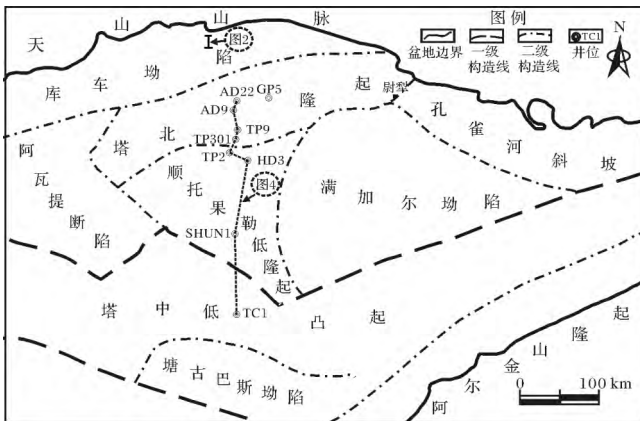 天山山脉
图2
图例
N
盆地边界
一级构造线
二级构造线
TC1
井位
库车坳陷
塔北隆起
尉犁
孔雀河斜坡
AD22
GP5
AD9
TP9
TP301
TP2
HD3
阿瓦提断陷
顺托果勒低隆起
图4
满加尔坳陷
SHUN1
塔中低凸起
TC1
塘古巴斯坳陷
阿尔金山隆起
0
100 km